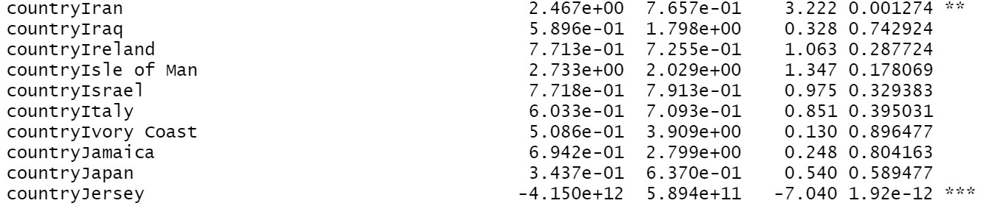 countryIran 2.467e+00 7.657e-01 3.222 0.001274 **
countryIraq 5.896e-01 1.798e+00 0.328 0.742924
countryIreland 7.713e-01 7.255e-01 1.063 0.287724
countryIsle of Man 2.733e+00 2.029e+00 1.347 0.178069
countryIsrael 7.718e-01 7.913e-01 0.975 0.329383
countryItaly 6.033e-01 7.093e-01 0.851 0.395031
countryIvory Coast 5.086e-01 3.909e+00 0.130 0.896477
countryJamaica 6.942e-01 2.799e+00 0.248 0.804163
countryJapan 3.437e-01 6.370e-01 0.540 0.589477
countryJersey -4.150e+12 5.894e+11 -7.040 1.92e-12 ***